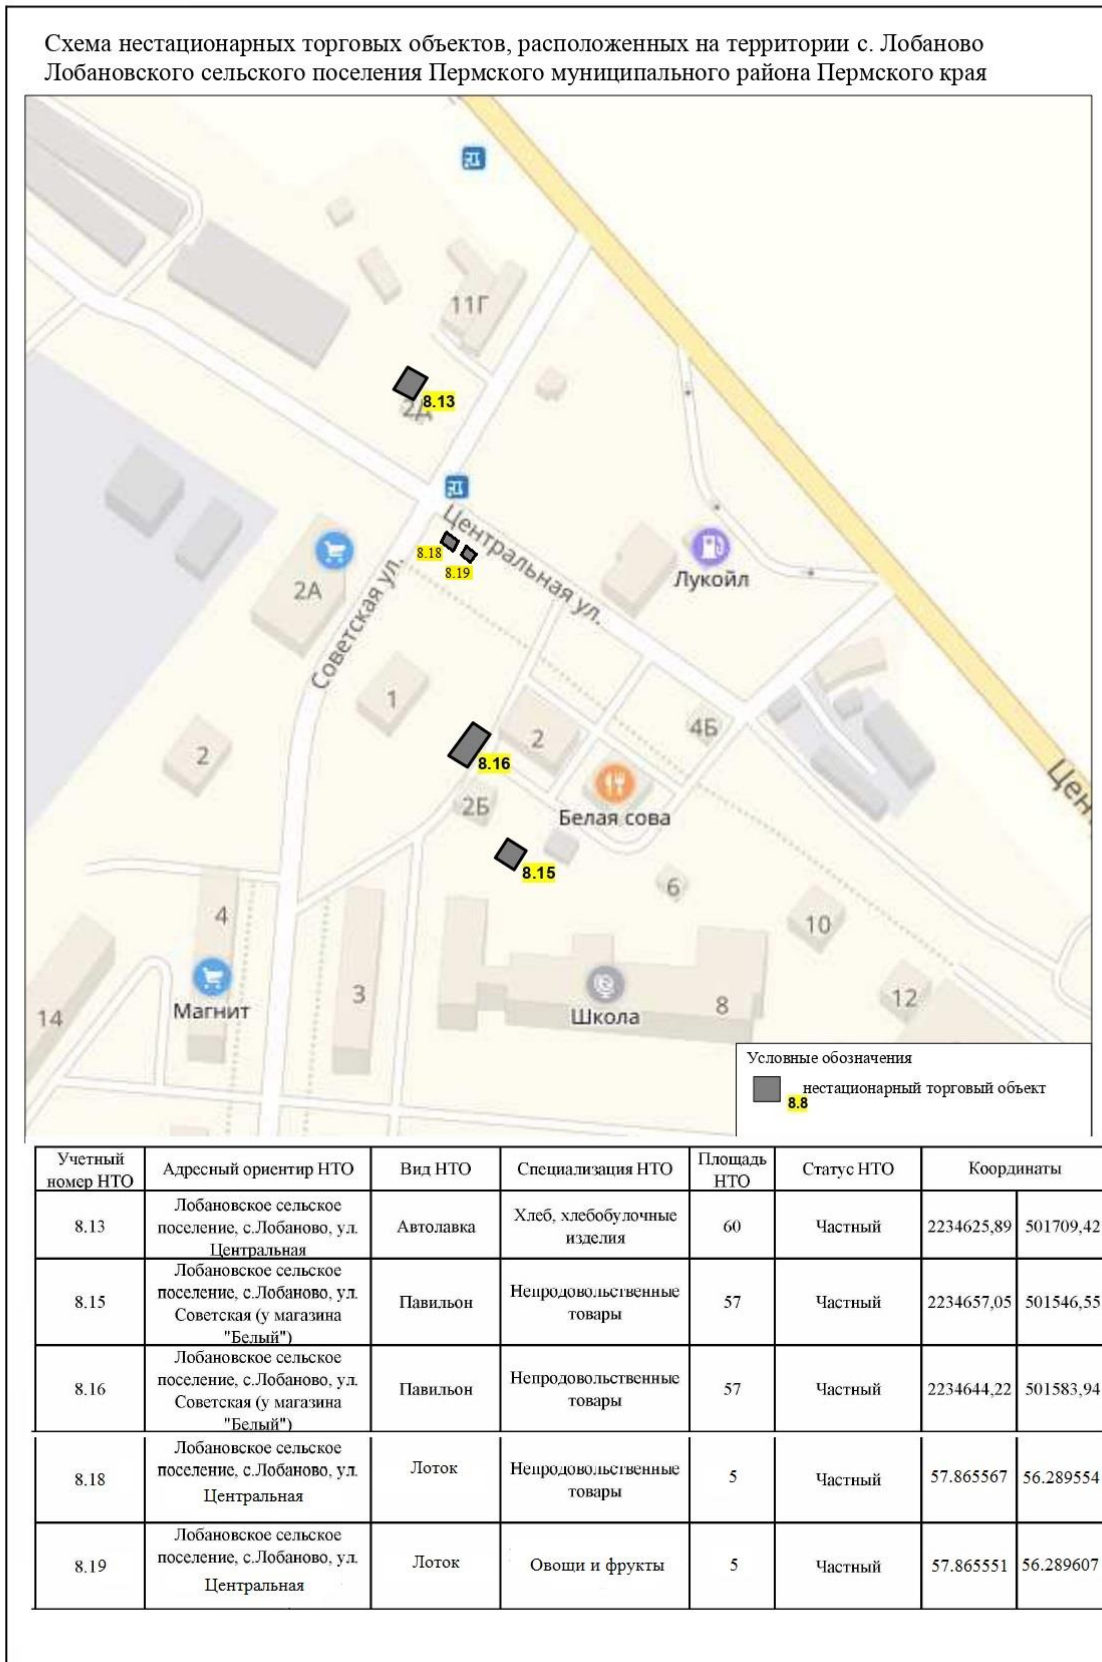 Схема нестационарных торговых объектов, расположенных на территории с. Лобаново
Лобановского сельского поселения Пермского муниципального района Пермского края
11Г
8.13
2Д
Центральная ул.
8.18
8.19
Лукойл
2А
Советская ул.
1
2
4Б
2
8.16
2Б
Белая сова
Цен
8.15
6
4
10
3
Магнит
12
14
Школа
8
Условные обозначения
нестационарный торговый объект
8.8
Учетный номер НТО
Адресный ориентир НТО
Вид НТО
Специализация НТО
Площадь НТО
Статус НТО
Координаты
8.13
Лобановское сельское
поселение, с.Лобаново, ул.
Центральная
Автолавка
Хлеб, хлебобулочные
изделия
60
Частный
2234625,89
501709,42
8.15
Лобановское сельское
поселение, с.Лобаново, ул.
Советская (у магазина
"Белый")
Павильон
Непродовольственные
товары
57
Частный
2234657,05
501546,55
8.16
Лобановское сельское
поселение, с.Лобаново, ул.
Советская (у магазина
"Белый")
Павильон
Непродовольственные
товары
57
Частный
2234644,22
501583,94
8.18
Лобановское сельское
поселение, с.Лобаново, ул.
Центральная
Лоток
Непродовольственные
товары
5
Частный
57.865567
56.289554
8.19
Лобановское сельское
поселение, с.Лобаново, ул.
Центральная
Лоток
Овощи и фрукты
5
Частный
57.865551
56.289607